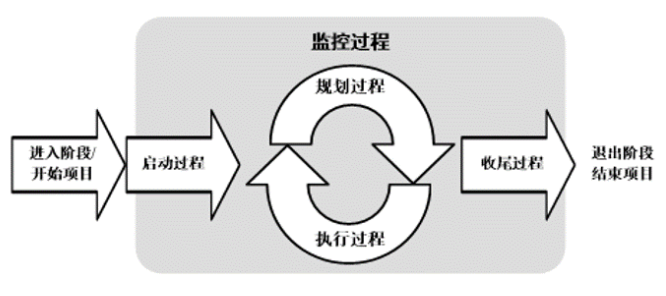 监控过程
规划过程
进入阶段/
开始项目
启动过程
收尾过程
退出阶段
结束项目
执行过程